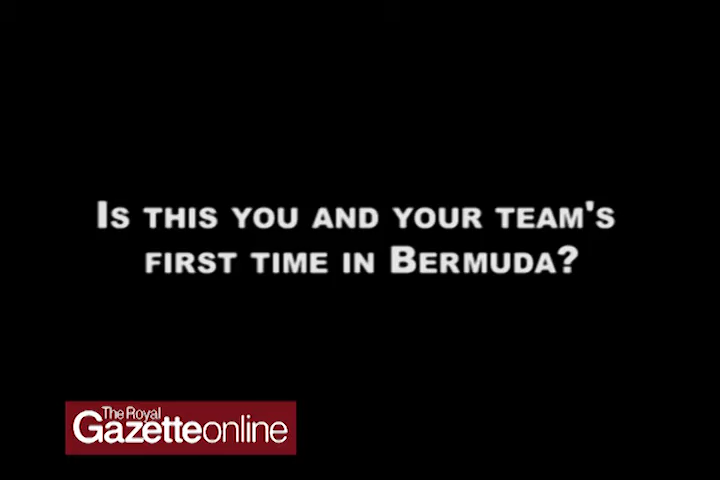 Is this you and your team's
first time in Bermuda?
The Royal
Gazetteonline